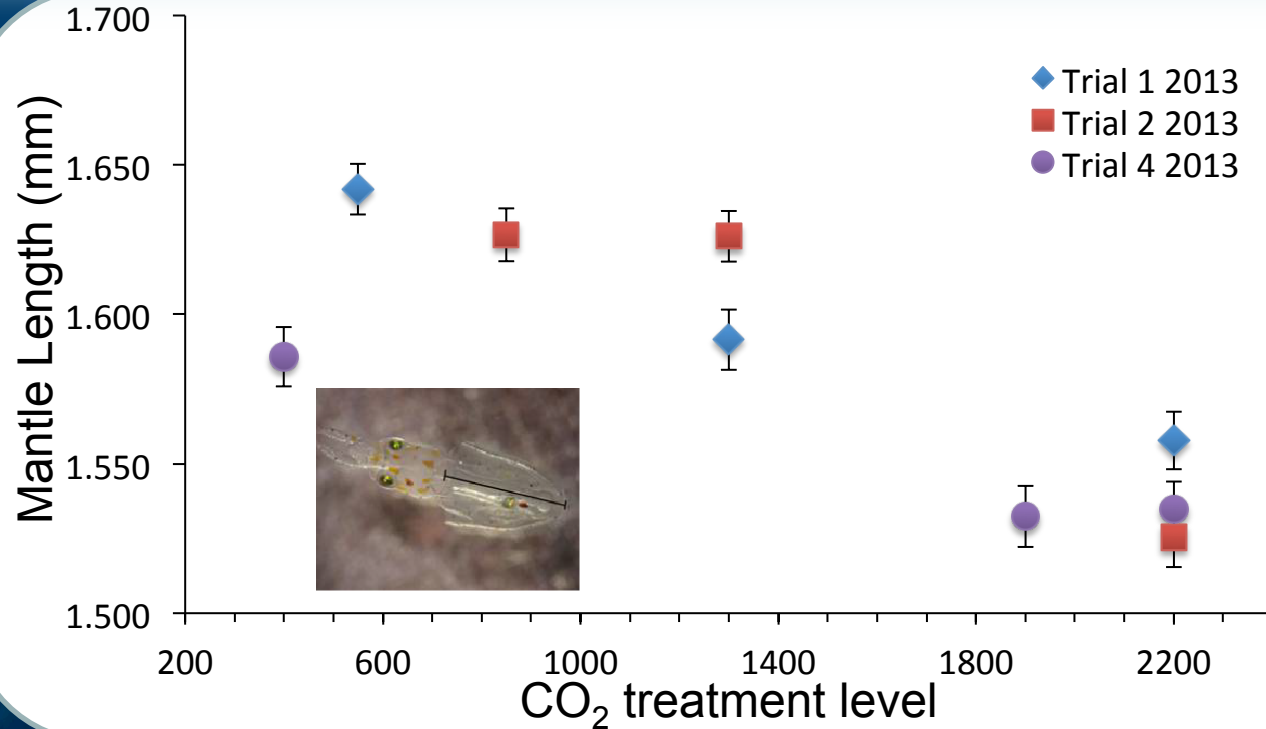 1.700
1.650
1.600
1.550
1.500
Mantle Length (mm)
Trial 1 2013
Trial 2 2013
Trial 4 2013
200 600 1000 1400 1800 2200
CO₂ treatment level